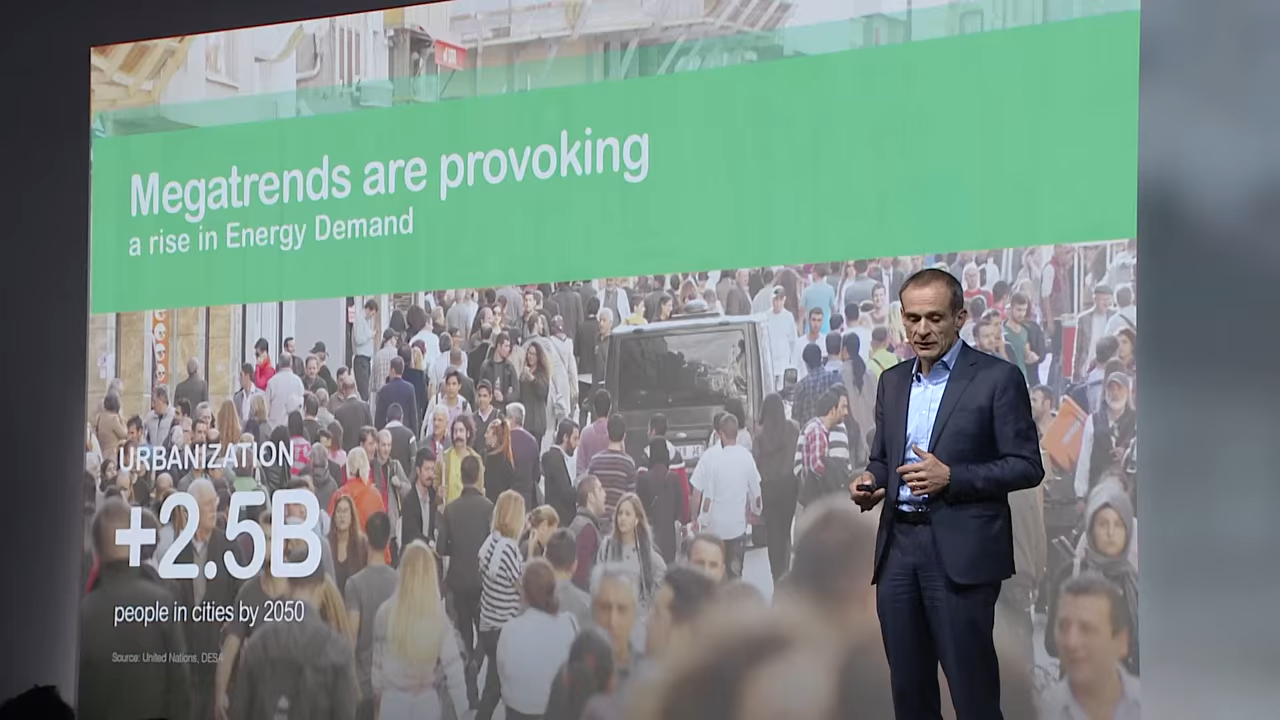 Megatrends are provoking
a rise in Energy Demand
URBANIZATION
+2.5B
people in cities by 2050
Source: United Nations, DESA